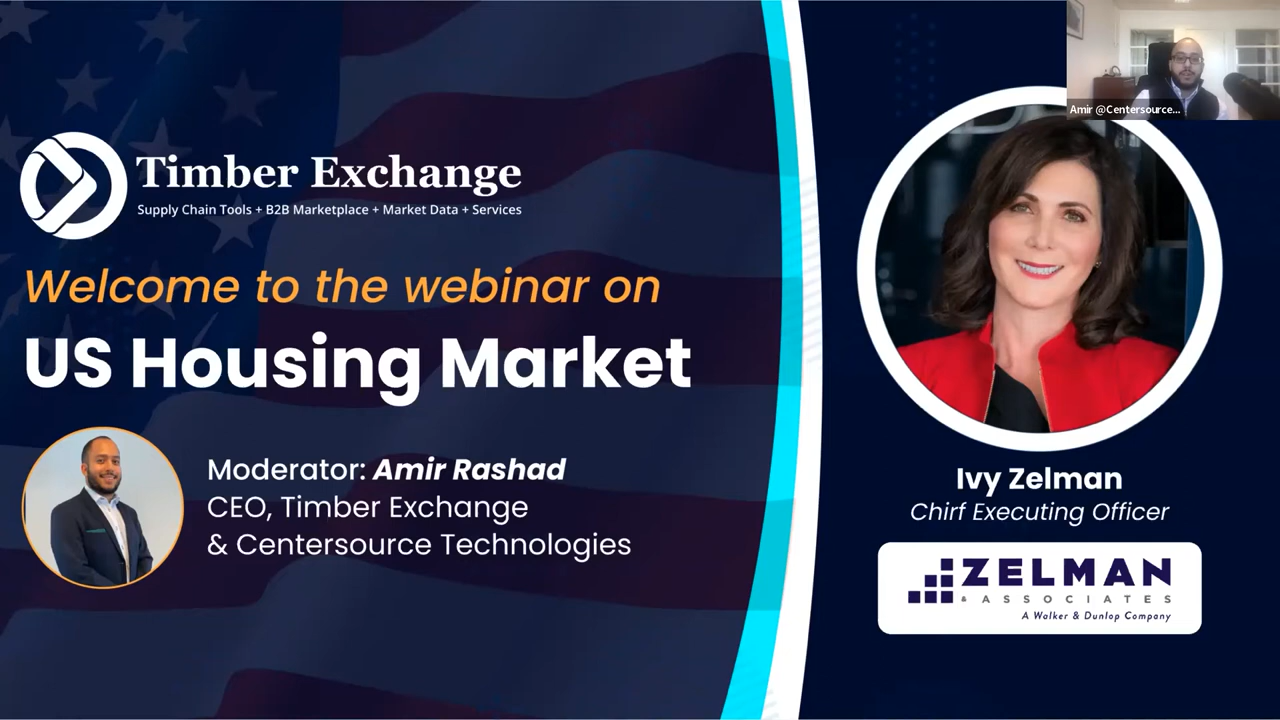 Timber Exchange
Supply Chain Tools + B2B Marketplace + Market Data + Services
Welcome to the webinar on
US Housing Market
Moderator: Amir Rashad
CEO, Timber Exchange
& Centersource Technologies
Amir @Centersource...
Ivy Zelman
Chirf Executing Officer
ZELMAN
& ASSOCIATES
A Walker & Dunlop Company